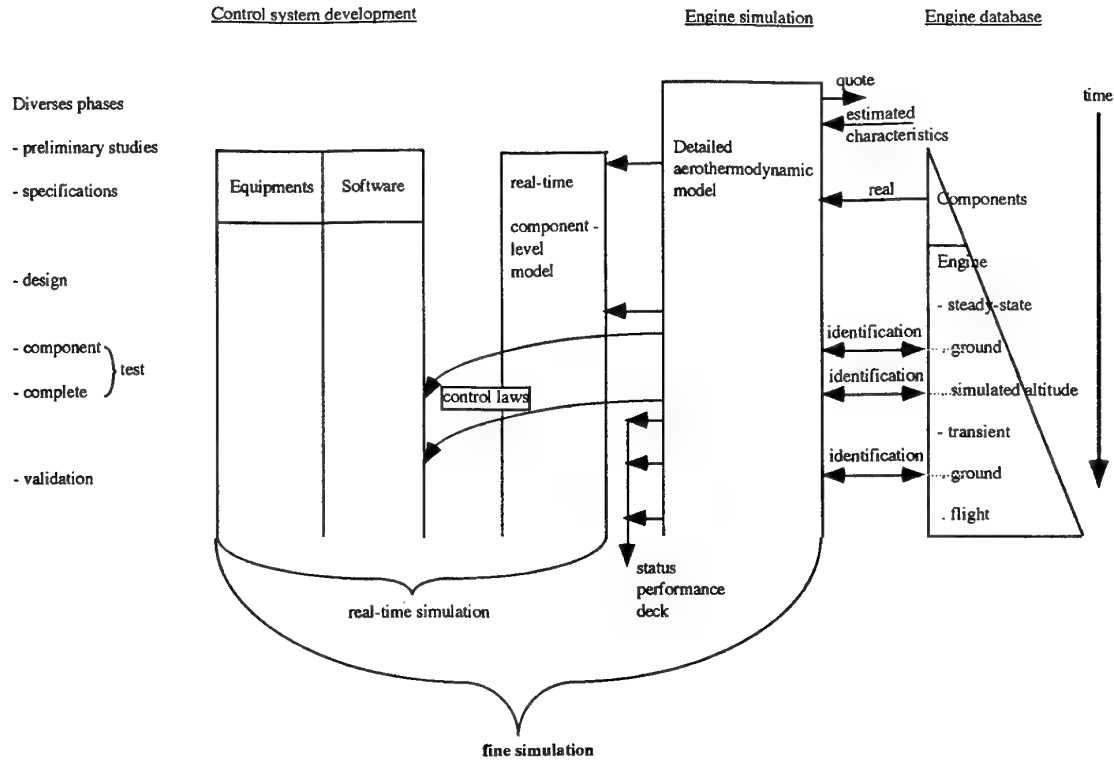 Control system development
Engine simulation
Engine database
Diverses phases
- preliminary studies
- specifications
- design
- component
- complete
test
- validation
Equipments
Software
real-time
component -
level
model
control laws
Detailed
aerothermodynamic
model
quote
estimated
characteristics
real
identification
identification
identification
Components
Engine
- steady-state
. ground
. simulated altitude
- transient
. ground
. flight
time
status
performance
deck
real-time simulation
fine simulation